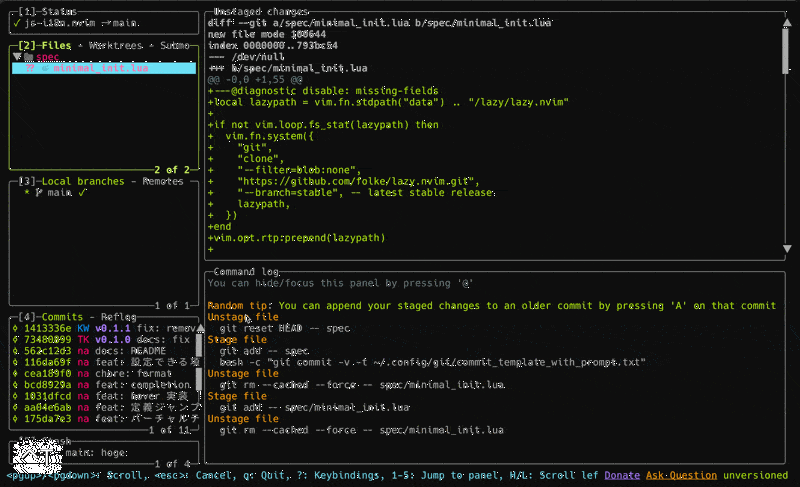 [1]-Status
✓ js-i18n.nvim → main
[2]-Files - Worktrees - Submo
▼ spec
?? minimal_init.lua
2 of 2
[3]-Local branches - Remotes
* main ✓
1 of 1
[4]-Commits - Reflog
1413336e KW v0.1.1 fix: remov
73480099 TK v0.1.0 docs: fix
562c12d3 na docs: README
116da69f na feat: 設定できる
cea189f0 na chore: format
bcd8929a na feat: completion
1031dfcd na feat: Hover 実装
aa04e6ab na feat: 定義ジャンプ
175da7e3 na feat: バーチャルテ
1 of 11
main: hoge
1 of 4
Unstaged changes
diff --git a/spec/minimal_init.lua b/spec/minimal_init.lua
new file mode 100644
index 0000000..793bc54
--- /dev/null
+++ b/spec/minimal_init.lua
@@ -0,0 +1,55 @@
+---@diagnostic disable: missing-fields
+local lazypath = vim.fn.stdpath("data") .. "/lazy/lazy.nvim"
+
+if not vim.loop.fs_stat(lazypath) then
+  vim.fn.system({
+    "git",
+    "clone",
+    "--filter=blob:none",
+    "https://github.com/folke/lazy.nvim.git",
+    "--branch=stable", -- latest stable release
+    lazypath,
+  })
+end
+vim.opt.rtp:prepend(lazypath)
+
Command log
You can hide/focus this panel by pressing '@'
Random tip: You can append your staged changes to an older commit by pressing 'A' on that commit
Unstage file
git reset HEAD -- spec
Stage file
git add -- spec
bash -c "git commit -v -t ~/.config/git/commit_template_with_prompt.txt"
Unstage file
git rm --cached --force -- spec/minimal_init.lua
Stage file
git add -- spec/minimal_init.lua
Unstage file
git rm --cached --force -- spec/minimal_init.lua
<pgup>/<pgdown>: Scroll, <esc>: Cancel, q: Quit, ?: Keybindings, 1-5: Jump to panel, H/L: Scroll lef Donate Ask Question unversioned